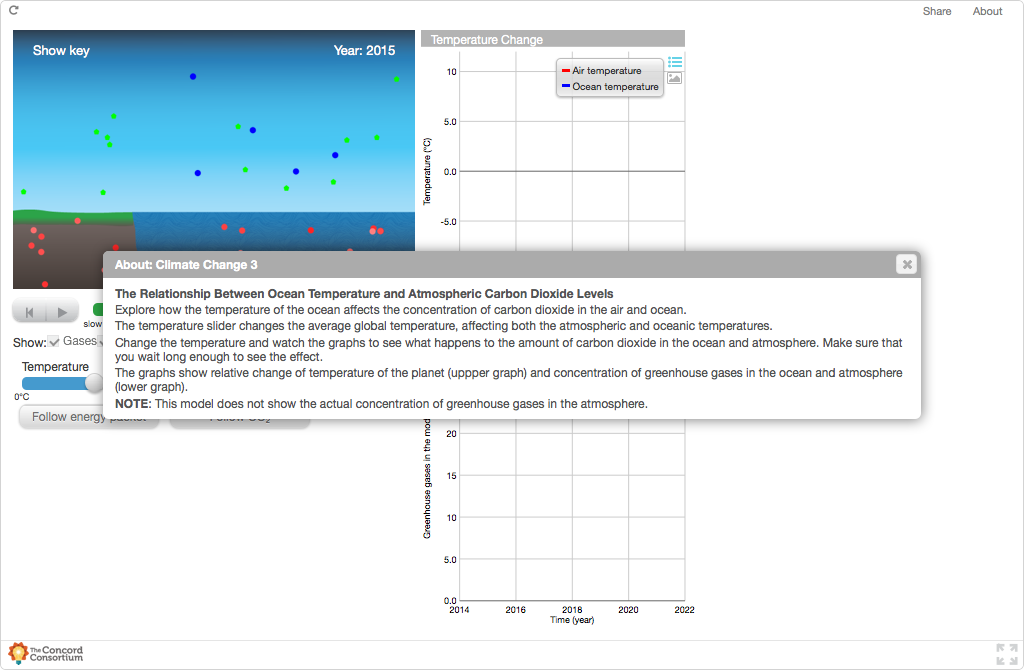 Share About
Show key Year: 2015
Temperature Change
Air temperature
Ocean temperature
10
5.0
0.0
-5.0
Temperature (°C)
About: Climate Change 3
The Relationship Between Ocean Temperature and Atmospheric Carbon Dioxide Levels
Explore how the temperature of the ocean affects the concentration of carbon dioxide in the air and ocean.
The temperature slider changes the average global temperature, affecting both the atmospheric and oceanic temperatures.
Change the temperature and watch the graphs to see what happens to the amount of carbon dioxide in the ocean and atmosphere. Make sure that
you wait long enough to see the effect.
The graphs show relative change of temperature of the planet (uppper graph) and concentration of greenhouse gases in the ocean and atmosphere
(lower graph).
NOTE: This model does not show the actual concentration of greenhouse gases in the atmosphere.
slow
Show: Gases
Temperature
0°C
Follow energy packet
Follow CO₂
Greenhouse gases in the mod
20
15
10
5.0
0.0
2014 2016 2018 2020 2022
Time (year)
The Concord
Consortium